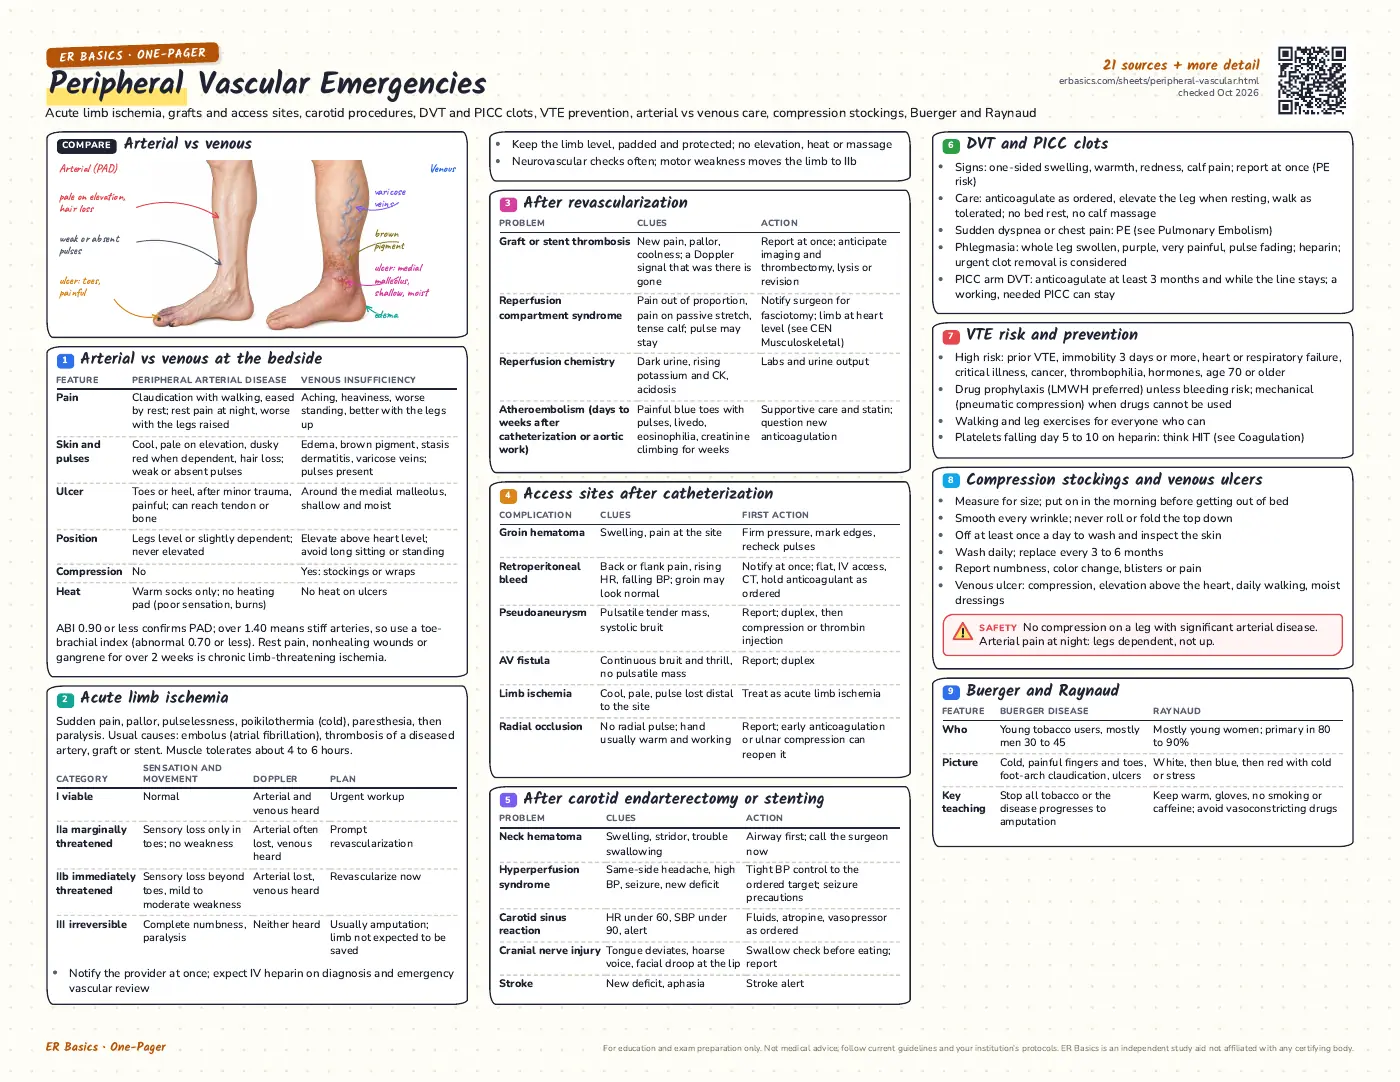 ER BASICS · ONE-PAGER
Peripheral Vascular Emergencies
21 sources + more detail
erbasics.com/sheets/peripheral-vascular.html
checked Oct 2026
Acute limb ischemia, grafts and access sites, carotid procedures, DVT and PICC clots, VTE prevention, arterial vs venous care, compression stockings, Buerger and Raynaud
COMPARE Arterial vs venous
Arterial (PAD)
Venous
pale on elevation,
hair loss
weak or absent
pulses
ulcer: toes,
painful
varicose
veins
brown
pigment
ulcer: medial
malleolus,
shallow, moist
edema
1 Arterial vs venous at the bedside
FEATURE PERIPHERAL ARTERIAL DISEASE VENOUS INSUFFICIENCY
Pain Claudication with walking, eased Aching, heaviness, worse
by rest; rest pain at night, worse standing, better with the legs
with the legs raised up
Skin and Cool, pale on elevation, dusky Edema, brown pigment, stasis
pulses red when dependent, hair loss; dermatitis, varicose veins;
weak or absent pulses pulses present
Ulcer Toes or heel, after minor trauma, Around the medial malleolus,
painful; can reach tendon or shallow and moist
bone
Position Legs level or slightly dependent; Elevate above heart level;
never elevated avoid long sitting or standing
Compression No Yes: stockings or wraps
Heat Warm socks only; no heating No heat on ulcers
pad (poor sensation, burns)
ABI 0.90 or less confirms PAD; over 1.40 means stiff arteries, so use a toe-
brachial index (abnormal 0.70 or less). Rest pain, nonhealing wounds or
gangrene for over 2 weeks is chronic limb-threatening ischemia.
2 Acute limb ischemia
Sudden pain, pallor, pulselessness, poikilothermia (cold), paresthesia, then
paralysis. Usual causes: embolus (atrial fibrillation), thrombosis of a diseased
artery, graft or stent. Muscle tolerates about 4 to 6 hours.
CATEGORY SENSATION AND MOVEMENT DOPPLER PLAN
I viable Normal Arterial and Urgent workup
venous heard
IIa marginally Sensory loss only in Arterial often Prompt
threatened toes; no weakness lost, venous revascularization
heard
IIb immediately Sensory loss beyond Arterial lost, Revascularize now
threatened toes, mild to venous heard
moderate weakness
III irreversible Complete numbness, Neither heard Usually amputation;
paralysis limb not expected to be
saved
• Notify the provider at once; expect IV heparin on diagnosis and emergency
vascular review
• Keep the limb level, padded and protected; no elevation, heat or massage
• Neurovascular checks often; motor weakness moves the limb to IIb
3 After revascularization
PROBLEM CLUES ACTION
Graft or stent thrombosis New pain, pallor, Report at once; anticipate
coolness; a Doppler imaging and
signal that was there is thrombectomy, lysis or
gone revision
Reperfusion Pain out of proportion, Notify surgeon for
compartment syndrome pain on passive stretch, fasciotomy; limb at heart
tense calf; pulse may level (see CEN
stay Musculoskeletal)
Reperfusion chemistry Dark urine, rising Labs and urine output
potassium and CK,
acidosis
Atheroembolism (days to Painful blue toes with Supportive care and statin;
weeks after pulses, livedo, question new
catheterization or aortic eosinophilia, creatinine anticoagulation
work) climbing for weeks
4 Access sites after catheterization
COMPLICATION CLUES FIRST ACTION
Groin hematoma Swelling, pain at the site Firm pressure, mark edges,
recheck pulses
Retroperitoneal Back or flank pain, rising Notify at once; flat, IV access,
bleed HR, falling BP; groin may CT, hold anticoagulant as
look normal ordered
Pseudoaneurysm Pulsatile tender mass, Report; duplex, then
systolic bruit compression or thrombin
injection
AV fistula Continuous bruit and thrill, Report; duplex
no pulsatile mass
Limb ischemia Cool, pale, pulse lost distal Treat as acute limb ischemia
to the site
Radial occlusion No radial pulse; hand Report; early anticoagulation
usually warm and working or ulnar compression can
reopen it
5 After carotid endarterectomy or stenting
PROBLEM CLUES ACTION
Neck hematoma Swelling, stridor, trouble Airway first; call the surgeon
swallowing now
Hyperperfusion Same-side headache, high Tight BP control to the
syndrome BP, seizure, new deficit ordered target; seizure
precautions
Carotid sinus HR under 60, SBP under Fluids, atropine, vasopressor
reaction 90, alert as ordered
Cranial nerve injury Tongue deviates, hoarse Swallow check before eating;
voice, facial droop at the lip report
Stroke New deficit, aphasia Stroke alert
6 DVT and PICC clots
• Signs: one-sided swelling, warmth, redness, calf pain; report at once (PE
risk)
• Care: anticoagulate as ordered, elevate the leg when resting, walk as
tolerated; no bed rest, no calf massage
• Sudden dyspnea or chest pain: PE (see Pulmonary Embolism)
• Phlegmasia: whole leg swollen, purple, very painful, pulse fading; heparin;
urgent clot removal is considered
• PICC arm DVT: anticoagulate at least 3 months and while the line stays; a
working, needed PICC can stay
7 VTE risk and prevention
• High risk: prior VTE, immobility 3 days or more, heart or respiratory failure,
critical illness, cancer, thrombophilia, hormones, age 70 or older
• Drug prophylaxis (LMWH preferred) unless bleeding risk; mechanical
(pneumatic compression) when drugs cannot be used
• Walking and leg exercises for everyone who can
• Platelets falling day 5 to 10 on heparin: think HIT (see Coagulation)
8 Compression stockings and venous ulcers
• Measure for size; put on in the morning before getting out of bed
• Smooth every wrinkle; never roll or fold the top down
• Off at least once a day to wash and inspect the skin
• Wash daily; replace every 3 to 6 months
• Report numbness, color change, blisters or pain
• Venous ulcer: compression, elevation above the heart, daily walking, moist
dressings
SAFETY No compression on a leg with significant arterial disease.
Arterial pain at night: legs dependent, not up.
9 Buerger and Raynaud
FEATURE BUERGER DISEASE RAYNAUD
Who Young tobacco users, mostly Mostly young women; primary in 80
men 30 to 45 to 90%
Picture Cold, painful fingers and toes, White, then blue, then red with cold
foot-arch claudication, ulcers or stress
Key Stop all tobacco or the Keep warm, gloves, no smoking or
teaching disease progresses to caffeine; avoid vasoconstricting drugs
amputation
ER Basics · One-Pager
For education and exam preparation only. Not medical advice; follow current guidelines and your institution's protocols. ER Basics is an independent study aid not affiliated with any certifying body.